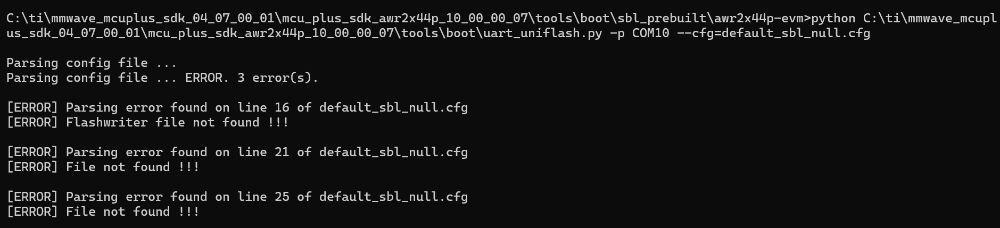 C:\ti\mmwave_mcuplus_sdk_04_07_00_01\mcu_plus_sdk_awr2x44p_10_00_00_07\tools\boot\sbl_prebuilt\awr2x44p-evm>python C:\ti\mmwave_mcupl
us_sdk_04_07_00_01\mcu_plus_sdk_awr2x44p_10_00_00_07\tools\boot\uart_uniflash.py -p COM10 --cfg=default_sbl_null.cfg
Parsing config file ...
Parsing config file ... ERROR. 3 error(s).
[ERROR] Parsing error found on line 16 of default_sbl_null.cfg
[ERROR] Flashwriter file not found !!!
[ERROR] Parsing error found on line 21 of default_sbl_null.cfg
[ERROR] File not found !!!
[ERROR] Parsing error found on line 25 of default_sbl_null.cfg
[ERROR] File not found !!!